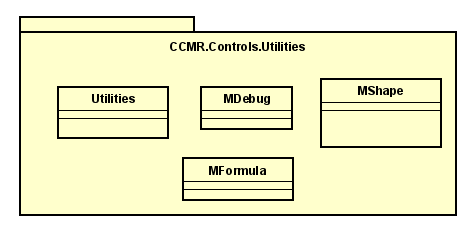 CCMR.Controls.Utilities
Utilities
MDebug
MShape
MFormula